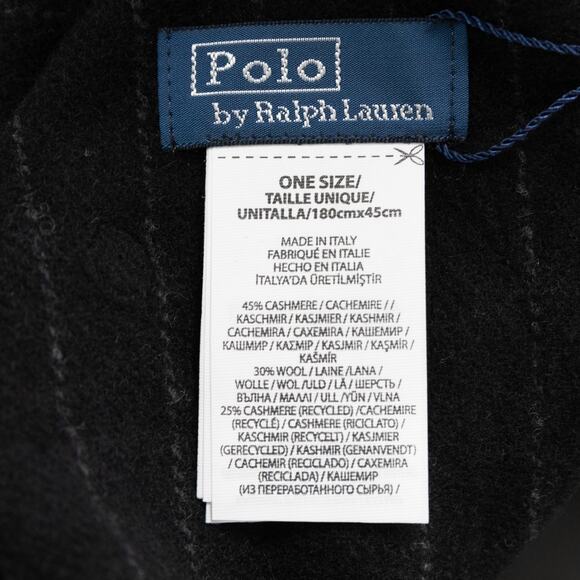 Polo
by Ralph Lauren
ONE SIZE/
TAILLE UNIQUE/
UNITALLA/180cmx45cm
MADE IN ITALY
FABRIQUÉ EN ITALIE
HECHO EN ITALIA
İTALYA'DA ÜRETİLMİŞTİR
45% CASHMERE / CACHEMIRE / /
KASCHMIR / KASJMIER / KASHMIR /
CACHEMIRA / CAXEMIRA / КАШЕМИР /
КАШМИР / ΚΑΣΜΙΡ / KASJMIR / KAŞMİR /
KAŠMÍR
30% WOOL / LAINE /LANA /
WOLLE / WOL /ULD / LÃ / ШЕРСТЬ /
ВЪЛНА / ΜΑΛΛΙ / ULL /YÜN / VLNA
25% CASHMERE (RECYCLED) /CACHEMIRE
(RECYCLÉ) / CASHMERE (RICICLATO) /
KASCHMIR (RECYCELT) / KASJMIER
(GERECYCLED) / KASHMIR (GENANVENDT)
/ CACHEMIR (RECICLADO) / CAXEMIRA
(RECICLADA) / КАШЕМИР
(ИЗ ПЕРЕРАБОТАННОГО СЫРЬЯ) /